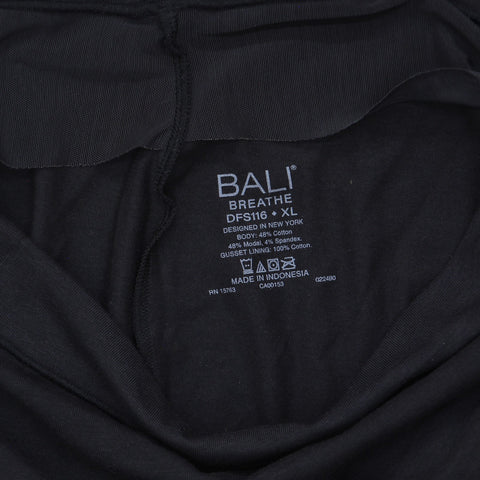 BALI®
BREATHE
DFS116 • XL
DESIGNED IN NEW YORK
BODY: 48% Cotton
48% Modal, 4% Spandex.
GUSSET LINING: 100% Cotton.
MADE IN INDONESIA
RN 15763 CA00153 022480